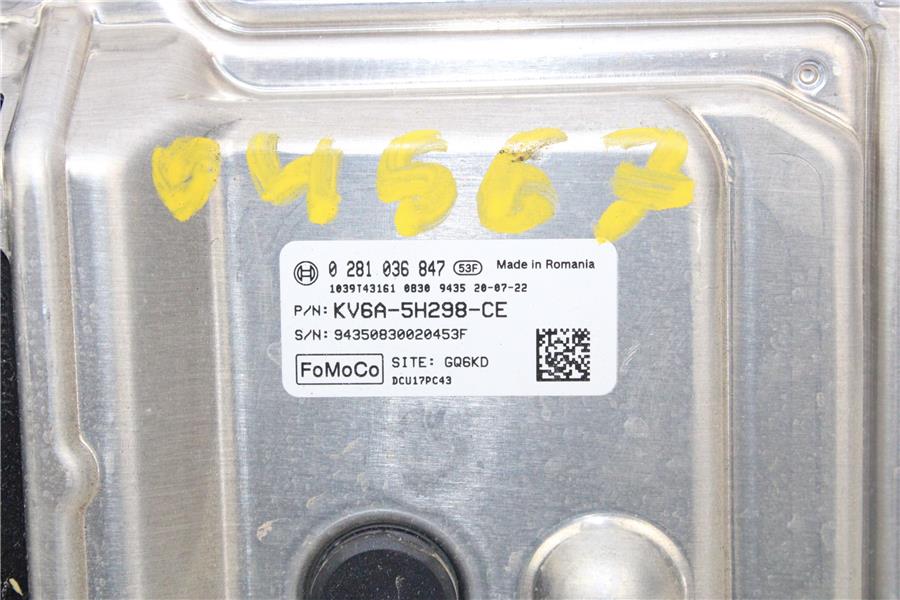 04567
0 281 036 847 53F Made in Romania
1039T43161 0830 9435 20-07-22
P/N: KV6A-5H298-CE
S/N: 94350830020453F
FoMoCo SITE: GQ6KD
DCU17PC43